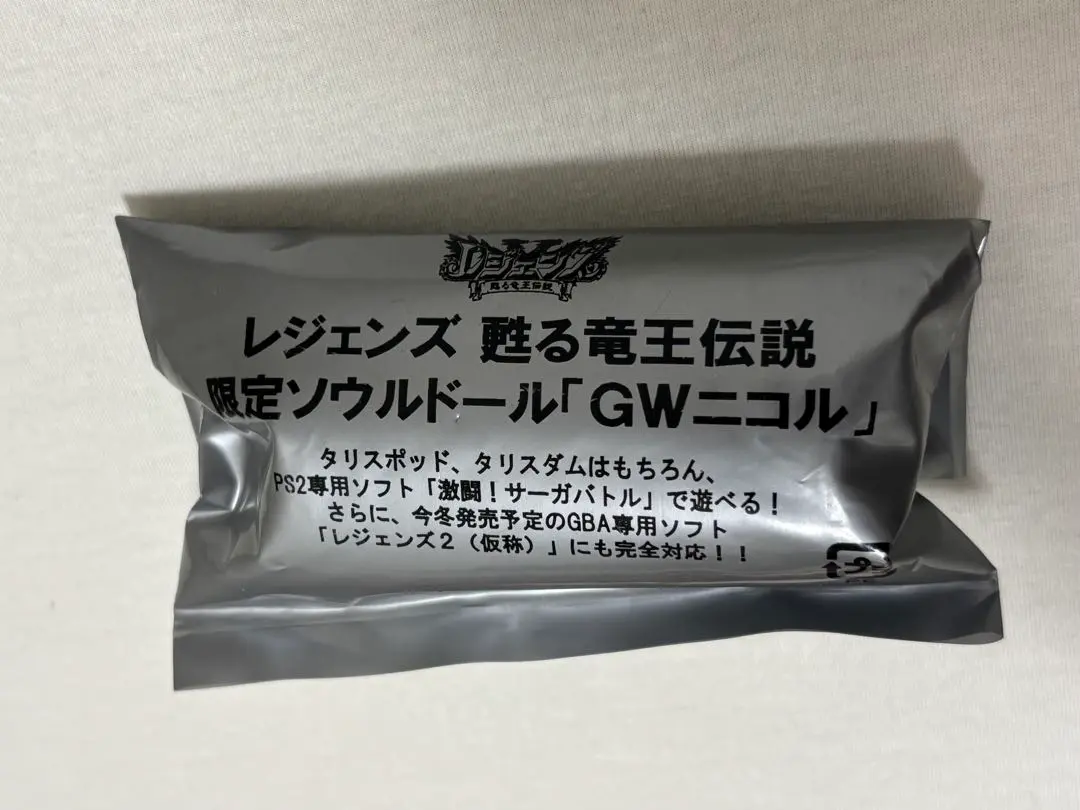 レジェンズ
甦る竜王伝説
レジェンズ 甦る竜王伝説
限定ソウルドール「GWニコル」
タリスポッド、タリスダムはもちろん、
PS2専用ソフト「激闘！サーガバトル」で遊べる！
さらに、今冬発売予定のGBA専用ソフト
「レジェンズ２（仮称）」にも完全対応！！
プラ